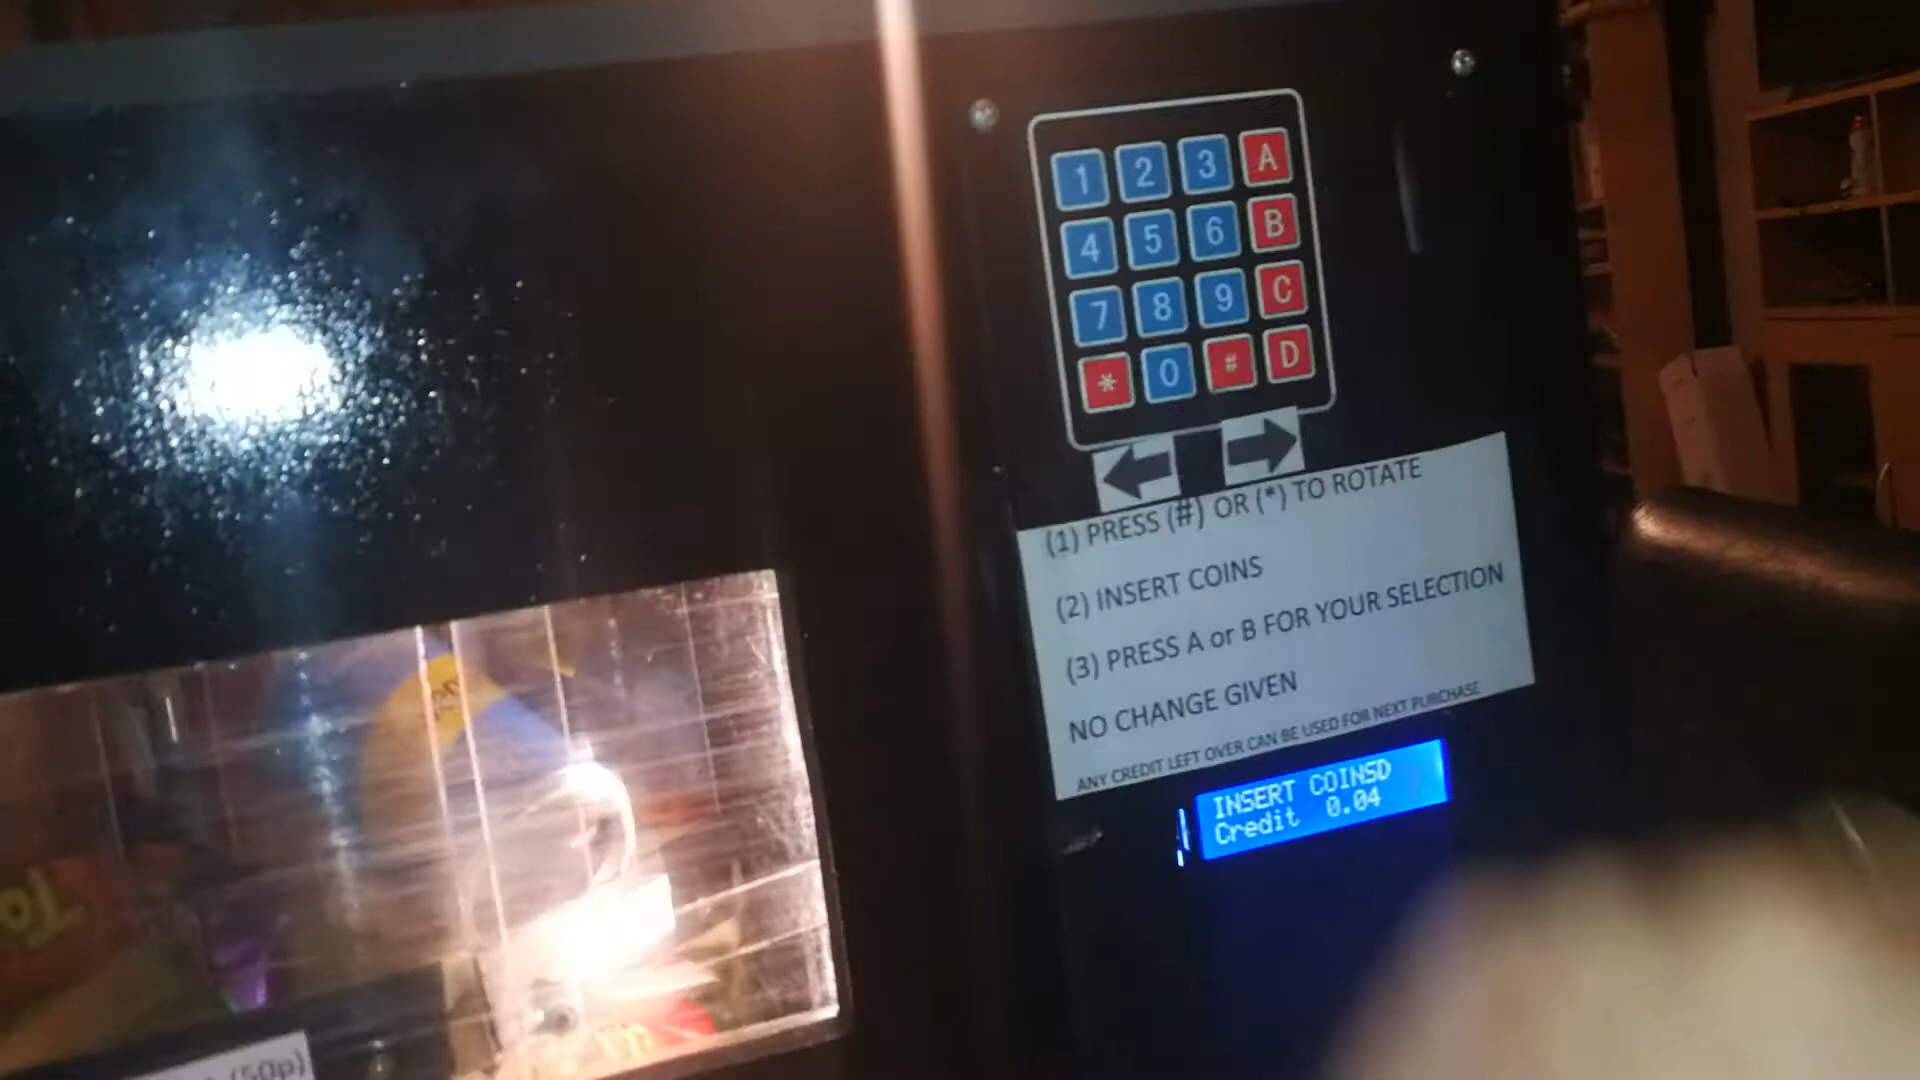 1 2 3 A
4 5 6 B
7 8 9 C
* 0 # D
(1) PRESS (#) OR (*) TO ROTATE
(2) INSERT COINS
(3) PRESS A or B FOR YOUR SELECTION
NO CHANGE GIVEN
ANY CREDIT LEFT OVER CAN BE USED FOR NEXT PURCHASE
INSERT COINSD
Credit 0.04
(50p)